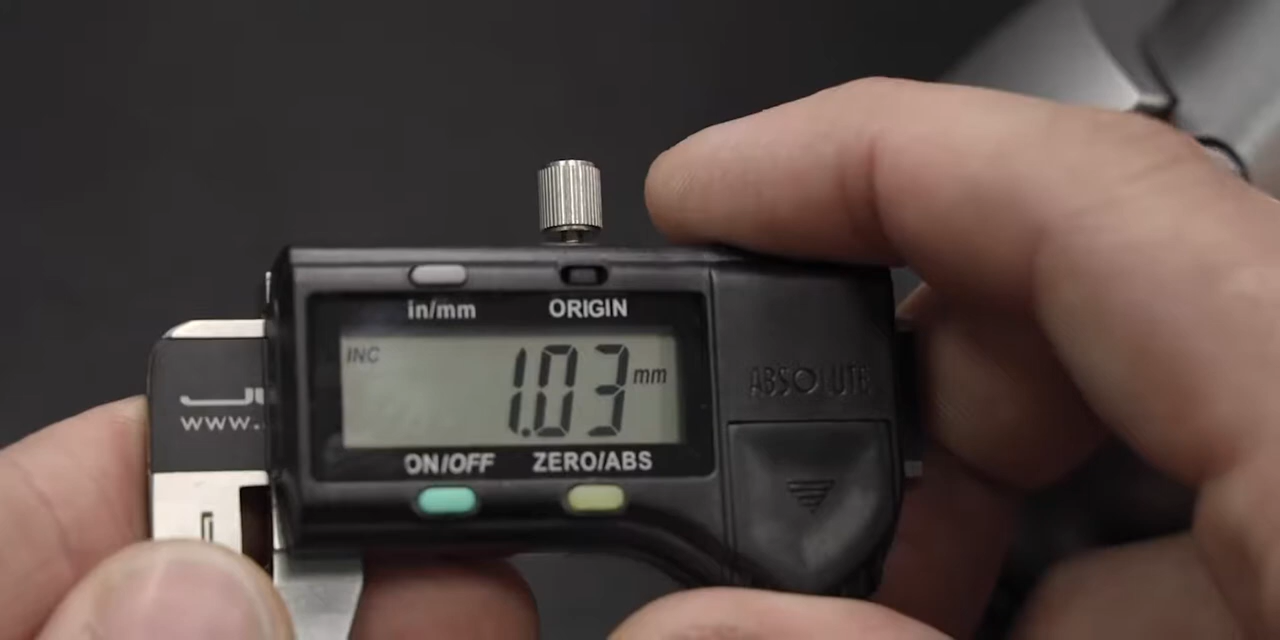 in/mm ORIGIN
INC
1.03 mm
ABSOLUTE
www.
ON/OFF ZERO/ABS